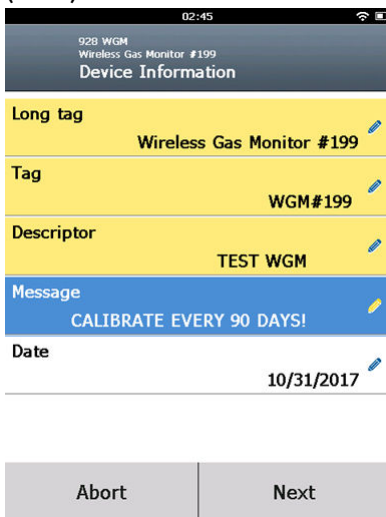 02:45
928 WGM
Wireless Gas Monitor #199
Device Information
Long tag
Wireless Gas Monitor #199
Tag
WGM#199
Descriptor
TEST WGM
Message
CALIBRATE EVERY 90 DAYS!
Date
10/31/2017
Abort
Next